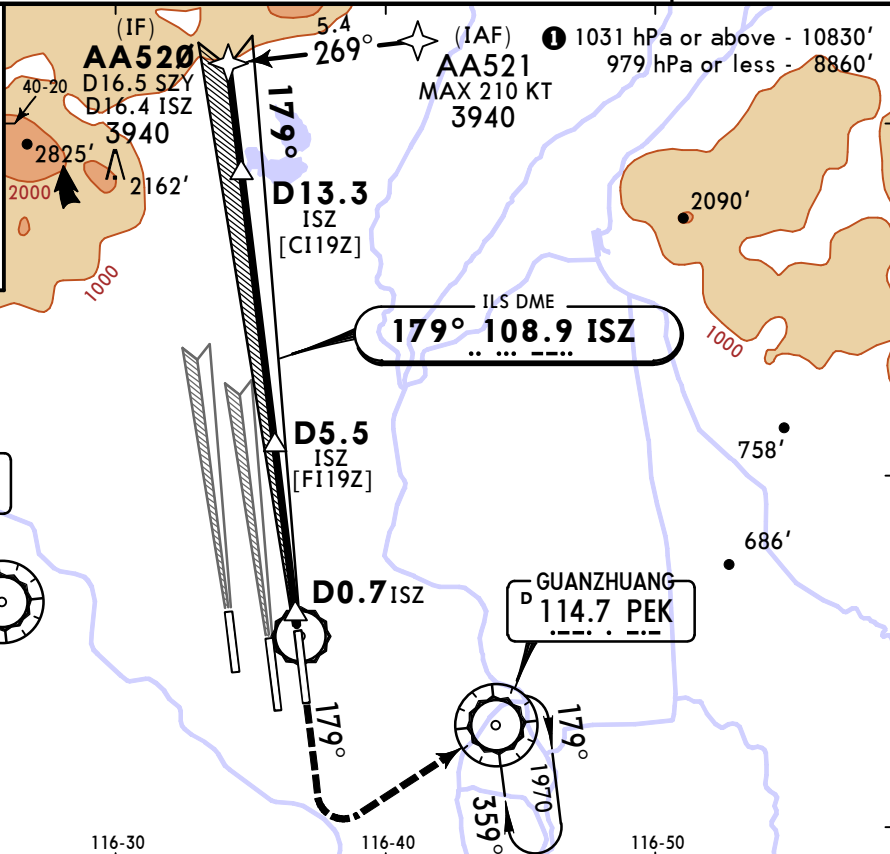 (IF)
AA520
D16.5 SZY
D16.4 ISZ
3940
5.4
269°
(IAF)
AA521
MAX 210 KT
3940
1 1031 hPa or above - 10830'
979 hPa or less - 8860'
40-20
2825'
2000
2162'
1000
179°
D13.3
ISZ
[CI19Z]
2090'
1000
ILS DME
179° 108.9 ISZ
D5.5
ISZ
[FI19Z]
758'
686'
D0.7 ISZ
GUANZHUANG
D 114.7 PEK
179°
179°
1970
359°
116-30
116-40
116-50